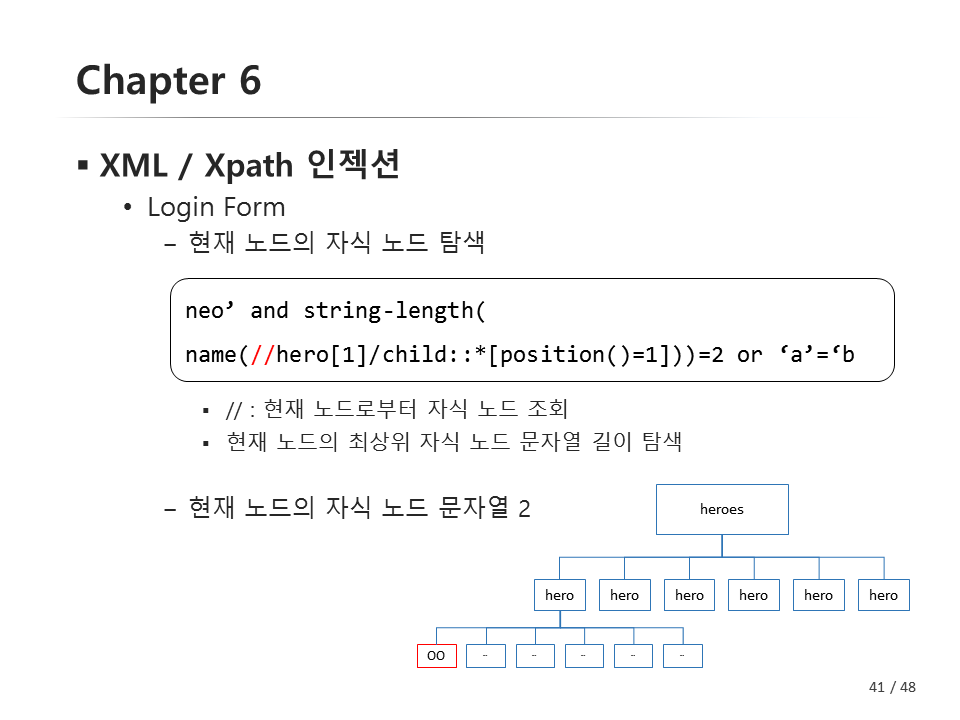 Chapter 6
▪ XML / Xpath 인젝션
• Login Form
– 현재 노드의 자식 노드 탐색
neo’ and string-length(
name(//hero[1]/child::*[position()=1]))=2 or ‘a’=‘b
▪ // : 현재 노드로부터 자식 노드 조회
▪ 현재 노드의 최상위 자식 노드 문자열 길이 탐색
– 현재 노드의 자식 노드 문자열 2
heroes
hero hero hero hero hero hero
OO .. .. .. .. ..
41 / 48